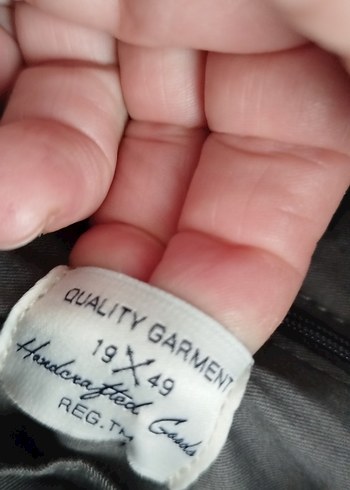 QUALITY GARMENT
19 X 49
Handcrafted Goods
REG.TM